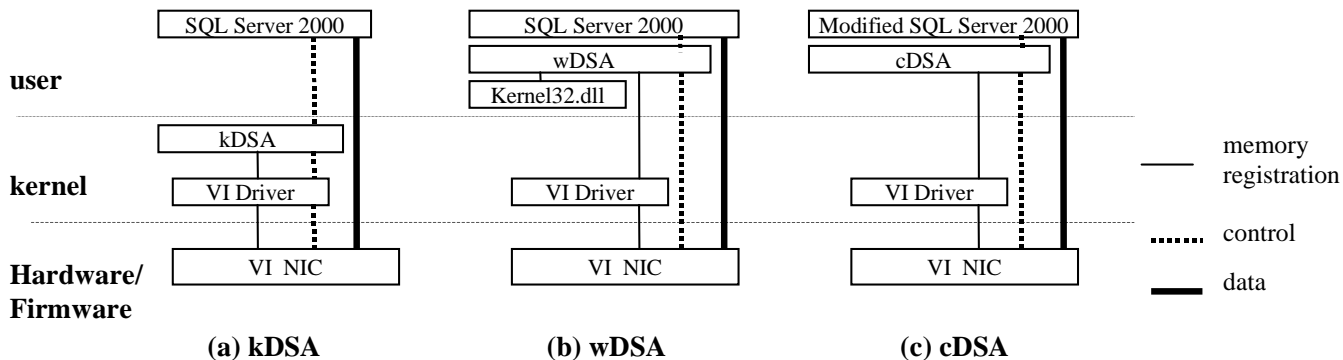 SQL Server 2000
SQL Server 2000
Modified SQL Server 2000
wDSA
cDSA
user
Kernel32.dll
kDSA
memory
registration
kernel
VI Driver
VI Driver
VI Driver
control
VI NIC
VI NIC
VI NIC
Hardware/
Firmware
data
(a) kDSA
(b) wDSA
(c) cDSA